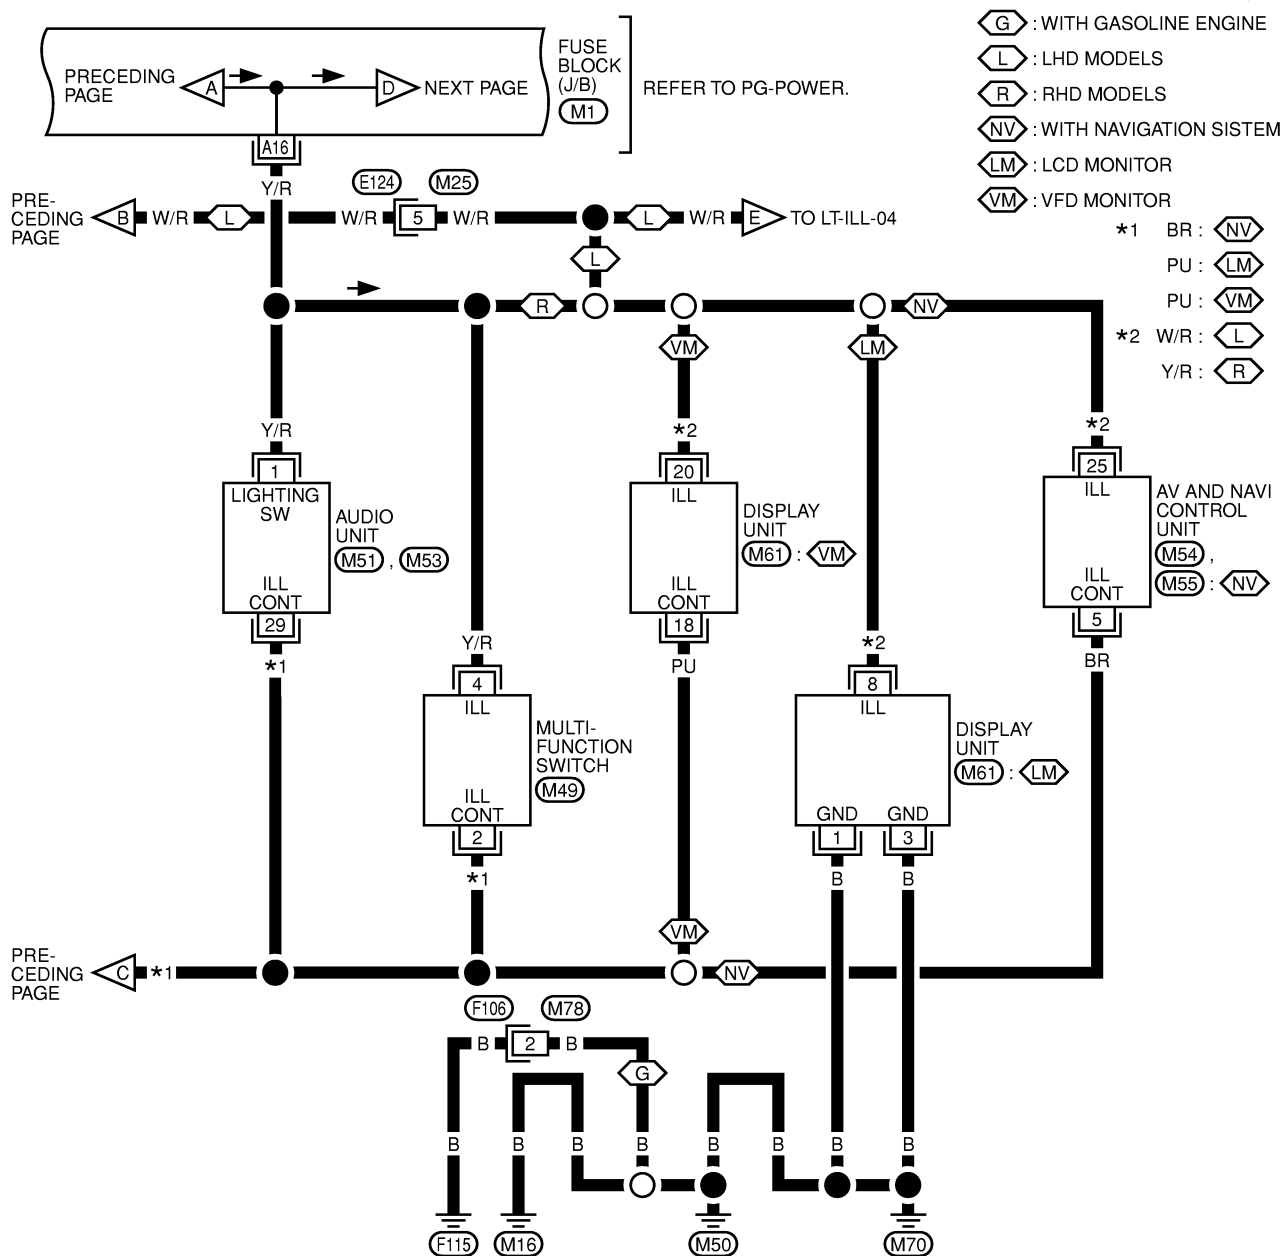 G : WITH GASOLINE ENGINE
L : LHD MODELS
R : RHD MODELS
NV : WITH NAVIGATION SISTEM
LM : LCD MONITOR
VM : VFD MONITOR
*1 BR : NV
PU : LM
PU : VM
*2 W/R : L
Y/R : R
PRECEDING
PAGE
A
D
NEXT PAGE
FUSE
BLOCK
(J/B)
M1
REFER TO PG-POWER.
A16
Y/R
E124
M25
PRE-
CEDING
PAGE
B
W/R
L
W/R
5
W/R
L
W/R
E
TO LT-ILL-04
L
R
NV
VM
LM
Y/R
*2
*2
1
LIGHTING
SW
ILL
CONT
29
*1
AUDIO
UNIT
M51 , M53
Y/R
4
ILL
ILL
CONT
2
*1
MULTI-
FUNCTION
SWITCH
M49
20
ILL
ILL
CONT
18
PU
DISPLAY
UNIT
M61 : VM
*2
8
ILL
GND
GND
1
3
B
B
DISPLAY
UNIT
M61 : LM
25
ILL
ILL
CONT
5
BR
AV AND NAVI
CONTROL
UNIT
M54 ,
M55 : NV
VM
PRE-
CEDING
PAGE
C
*1
NV
F106
M78
B
2
B
G
B
B
B
B
B
B
B
B
F115
M16
M50
M70